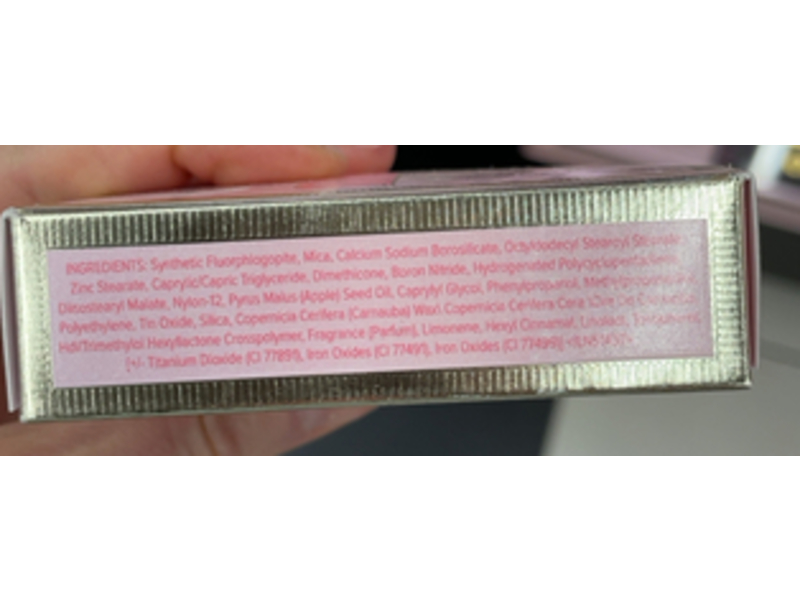 INGREDIENTS: Synthetic Fluorphlogopite, Mica, Calcium Sodium Borosilicate, Octyldodecyl Stearoyl Stearate,
Zinc Stearate, Caprylic/Capric Triglyceride, Dimethicone, Boron Nitride, Hydrogenated
Diisostearyl Malate, Nylon-12, Pyrus Malus (Apple) Seed Oil, Caprylyl Glycol, Phenylpropanol,
Polyethylene, Tin Oxide, Silica, Copernicia Cerifera (Carnauba) Wax\ Copernicia Cerifera Cera
Hdi/Trimethylol Hexyllactone Crosspolymer, Fragrance (Parfum), Limonene, Hexyl Cinnamal, Linalool,
[+/- Titanium Dioxide (CI 77891), Iron Oxides (CI 77491), Iron Oxides (CI 77499)]